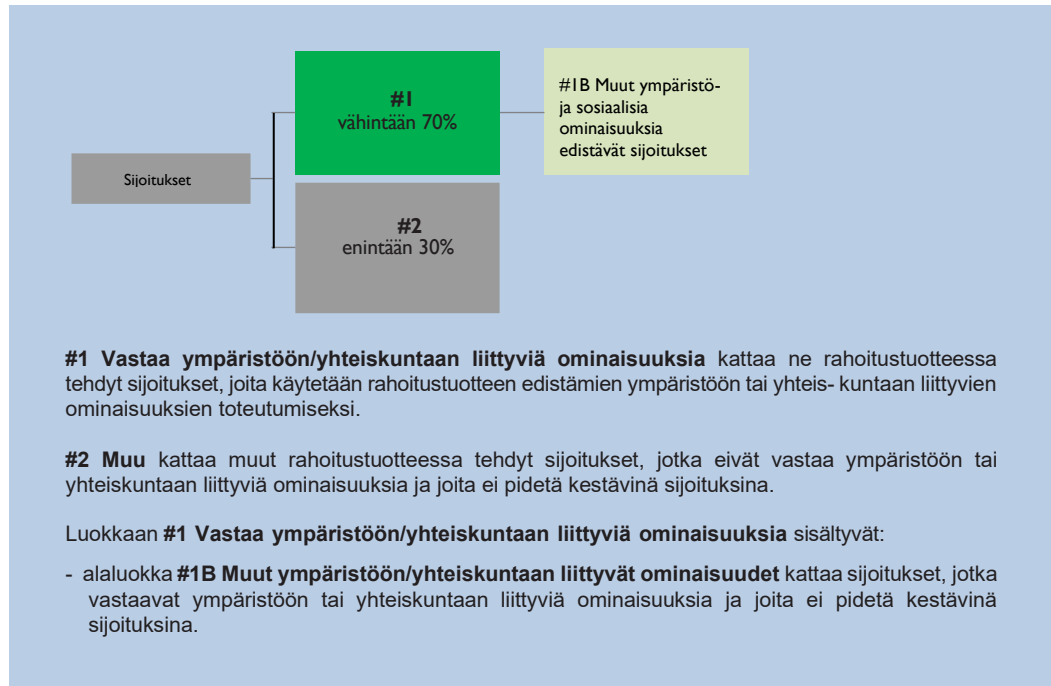 #1
vähintään 70%
#1B Muut ympäristö-
ja sosiaalisia
ominaisuuksia
edistävät sijoitukset
Sijoitukset
#2
enintään 30%
#1 Vastaa ympäristöön/yhteiskuntaan liittyviä ominaisuuksia kattaa ne rahoitustuotteessa
tehdyt sijoitukset, joita käytetään rahoitustuotteen edistämien ympäristöön tai yhteis- kuntaan liittyvien
ominaisuuksien toteutumiseksi.
#2 Muu kattaa muut rahoitustuotteessa tehdyt sijoitukset, jotka eivät vastaa ympäristöön tai
yhteiskuntaan liittyviä ominaisuuksia ja joita ei pidetä kestävinä sijoituksina.
Luokkaan #1 Vastaa ympäristöön/yhteiskuntaan liittyviä ominaisuuksia sisältyvät:
- alaluokka #1B Muut ympäristöön/yhteiskuntaan liittyvät ominaisuudet kattaa sijoitukset, jotka
vastaavat ympäristöön tai yhteiskuntaan liittyviä ominaisuuksia ja joita ei pidetä kestävinä
sijoituksina.